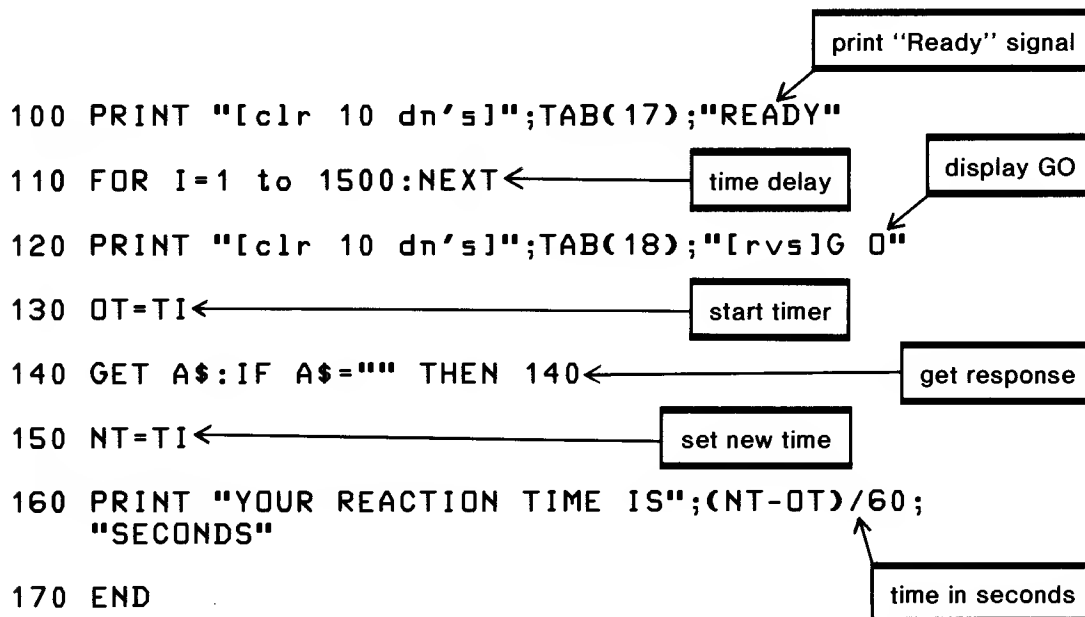 print “Ready” signal
100 PRINT "[clr 10 dn's]";TAB(17);"READY"
110 FOR I=1 to 1500:NEXT
time delay
display GO
120 PRINT "[clr 10 dn's]";TAB(18);"[rvs]G O"
130 OT=TI
start timer
140 GET A$:IF A$="" THEN 140
get response
150 NT=TI
set new time
160 PRINT "YOUR REACTION TIME IS";(NT-OT)/60;
"SECONDS"
170 END
time in seconds